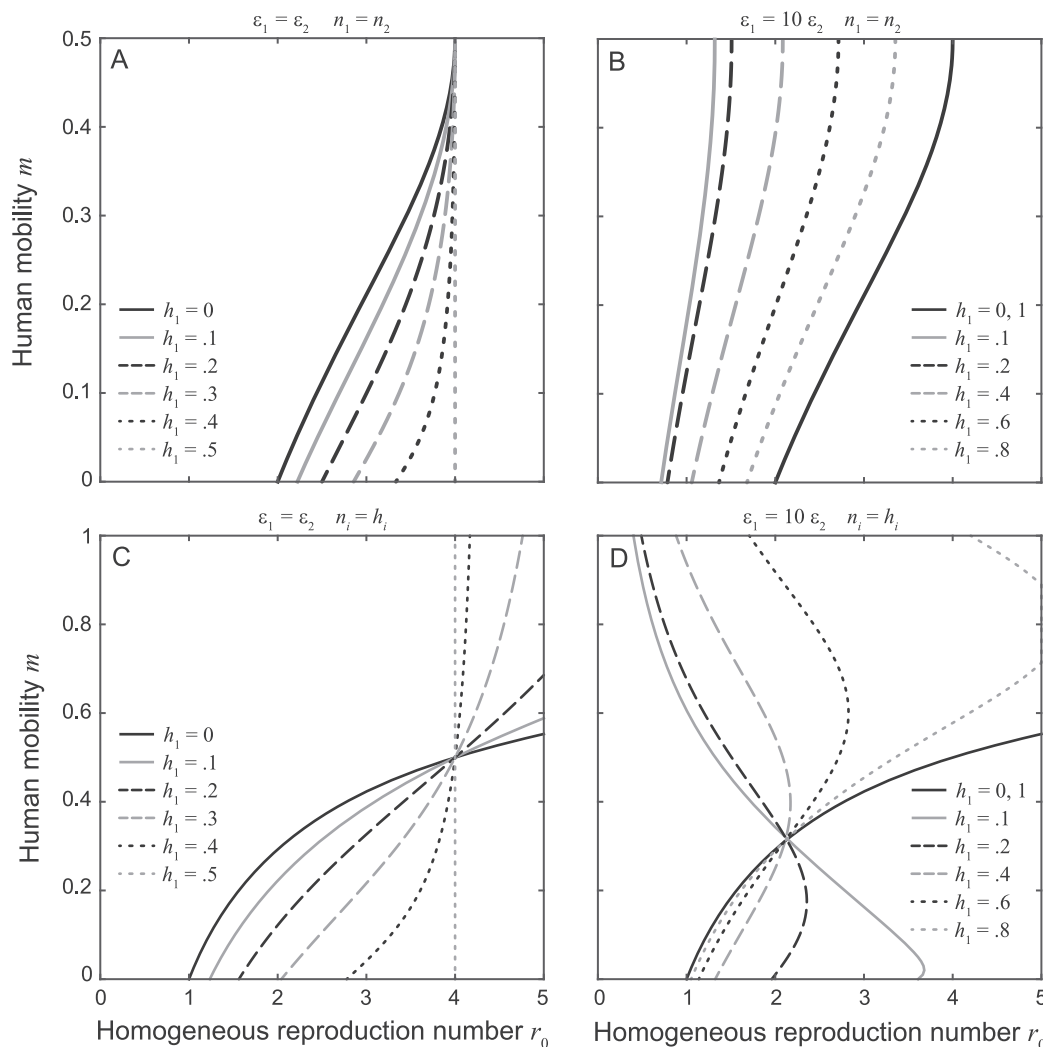 ε₁ = ε₂ n₁ = n₂
A
0.5
0.4
0.3
0.2
0.1
0
Human mobility m
h₁ = 0
h₁ = .1
h₁ = .2
h₁ = .3
h₁ = .4
h₁ = .5
ε₁ = 10 ε₂ n₁ = n₂
B
h₁ = 0, 1
h₁ = .1
h₁ = .2
h₁ = .4
h₁ = .6
h₁ = .8
ε₁ = ε₂ nᵢ = hᵢ
C
1
0.8
0.6
0.4
0.2
0
Human mobility m
h₁ = 0
h₁ = .1
h₁ = .2
h₁ = .3
h₁ = .4
h₁ = .5
0 1 2 3 4 5
Homogeneous reproduction number r₀
ε₁ = 10 ε₂ nᵢ = hᵢ
D
h₁ = 0, 1
h₁ = .1
h₁ = .2
h₁ = .4
h₁ = .6
h₁ = .8
0 1 2 3 4 5
Homogeneous reproduction number r₀